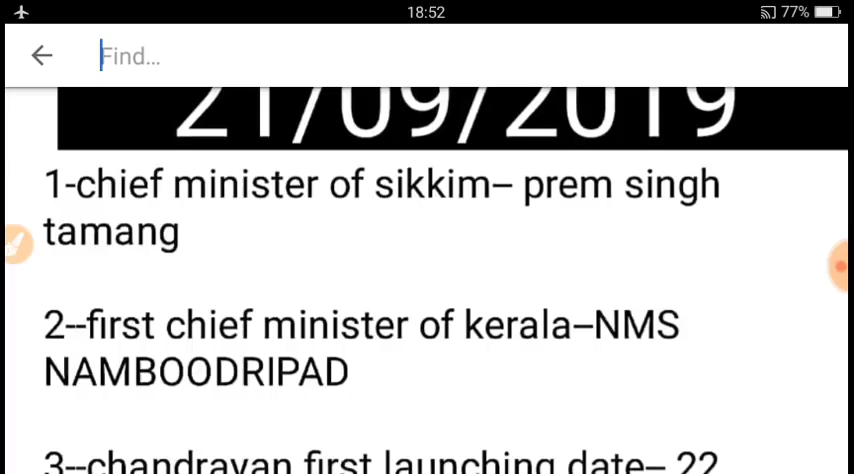 18:52
77%
Find...
21/09/2019
1-chief minister of sikkim– prem singh
tamang
2--first chief minister of kerala–NMS
NAMBOODRIPAD
3--chandrayan first launching date– 22